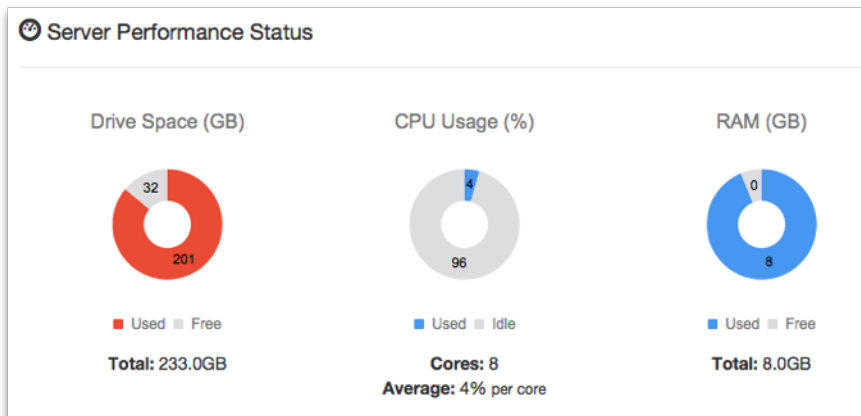 Server Performance Status
Drive Space (GB)
32
201
Used Free
Total: 233.0GB
CPU Usage (%)
4
96
Used Idle
Cores: 8
Average: 4% per core
RAM (GB)
0
8
Used Free
Total: 8.0GB